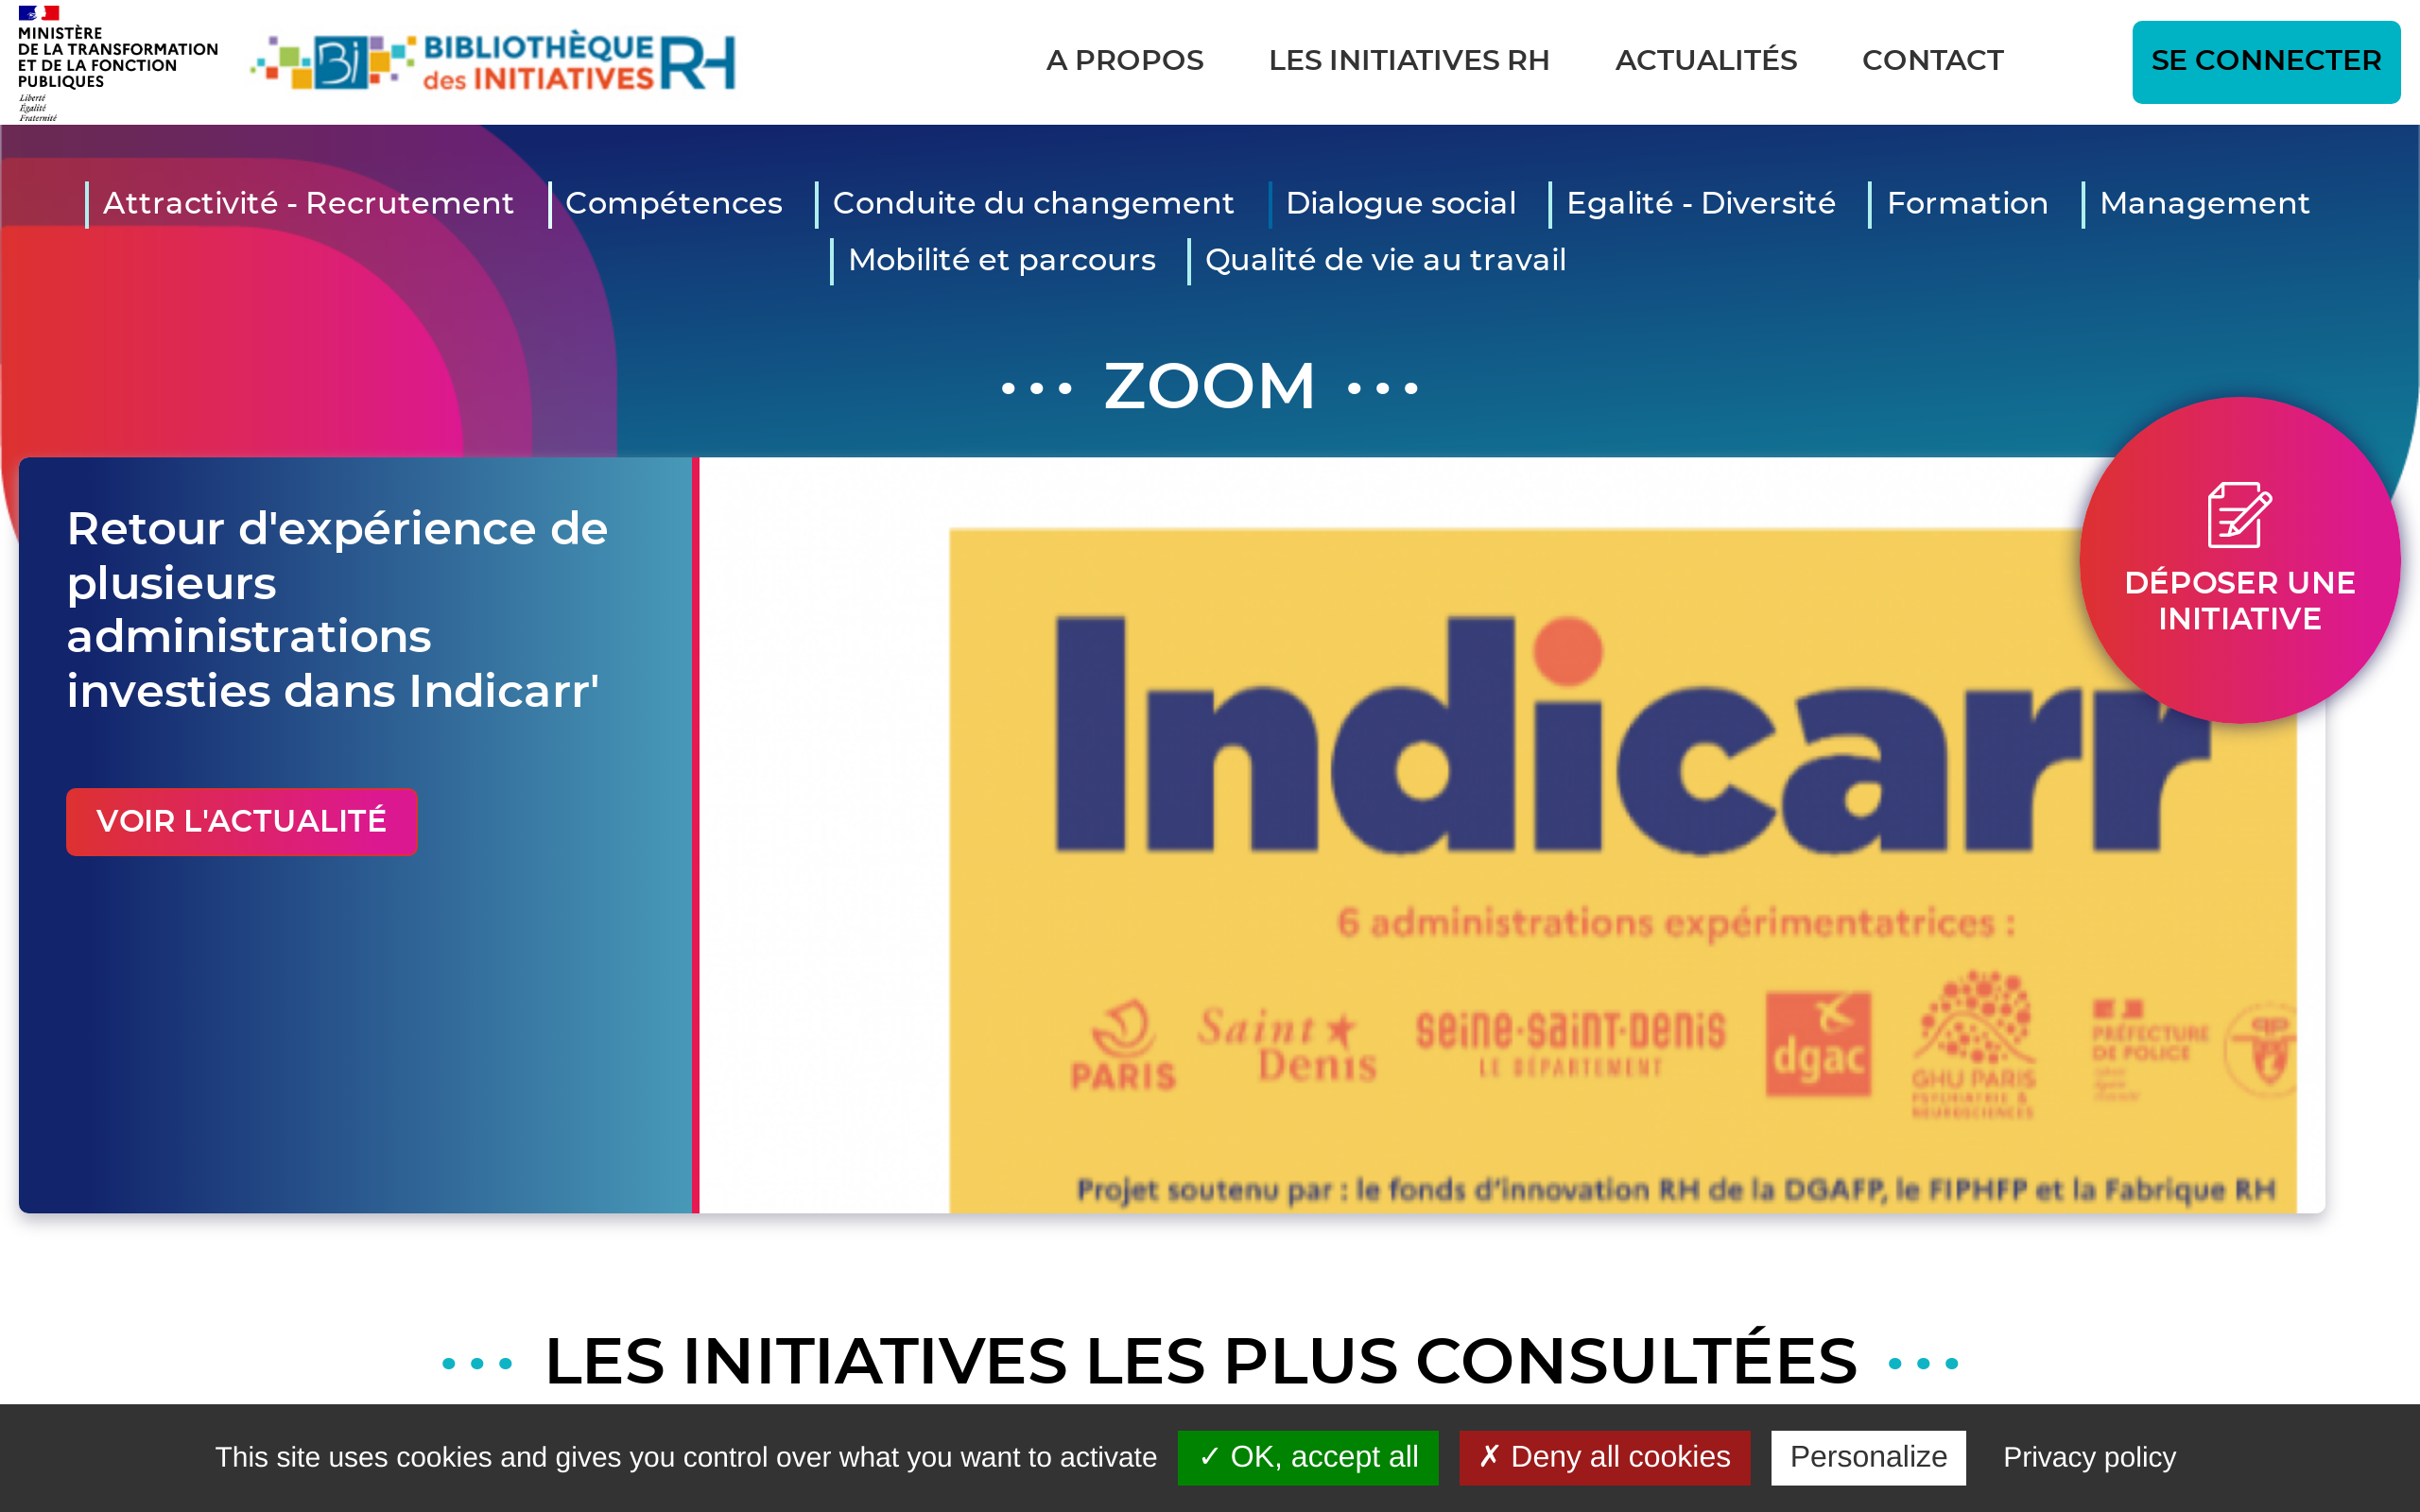 MINISTÈRE
DE LA TRANSFORMATION
ET DE LA FONCTION
PUBLIQUES
Liberté
Égalité
Fraternité
Bi BIBLIOTHÈQUE
des INITIATIVES RH
A PROPOS LES INITIATIVES RH ACTUALITÉS CONTACT SE CONNECTER
Attractivité - Recrutement Compétences Conduite du changement Dialogue social Egalité - Diversité Formation Management
Mobilité et parcours Qualité de vie au travail
••• ZOOM •••
Retour d'expérience de
plusieurs
administrations
investies dans Indicarr'
VOIR L'ACTUALITÉ
DÉPOSER UNE
INITIATIVE
Indicarr
6 administrations expérimentatrices :
PARIS
Saint
Denis
seine-saint-denis
LE DÉPARTEMENT
dgac
GHU PARIS
PSYCHIATRIE &
NEUROSCIENCES
PRÉFECTURE
DE POLICE
PP
Projet soutenu par : le fonds d'innovation RH de la DGAFP, le FIPHFP et la Fabrique RH
••• LES INITIATIVES LES PLUS CONSULTÉES •••
This site uses cookies and gives you control over what you want to activate ✓ OK, accept all ✗ Deny all cookies Personalize Privacy policy